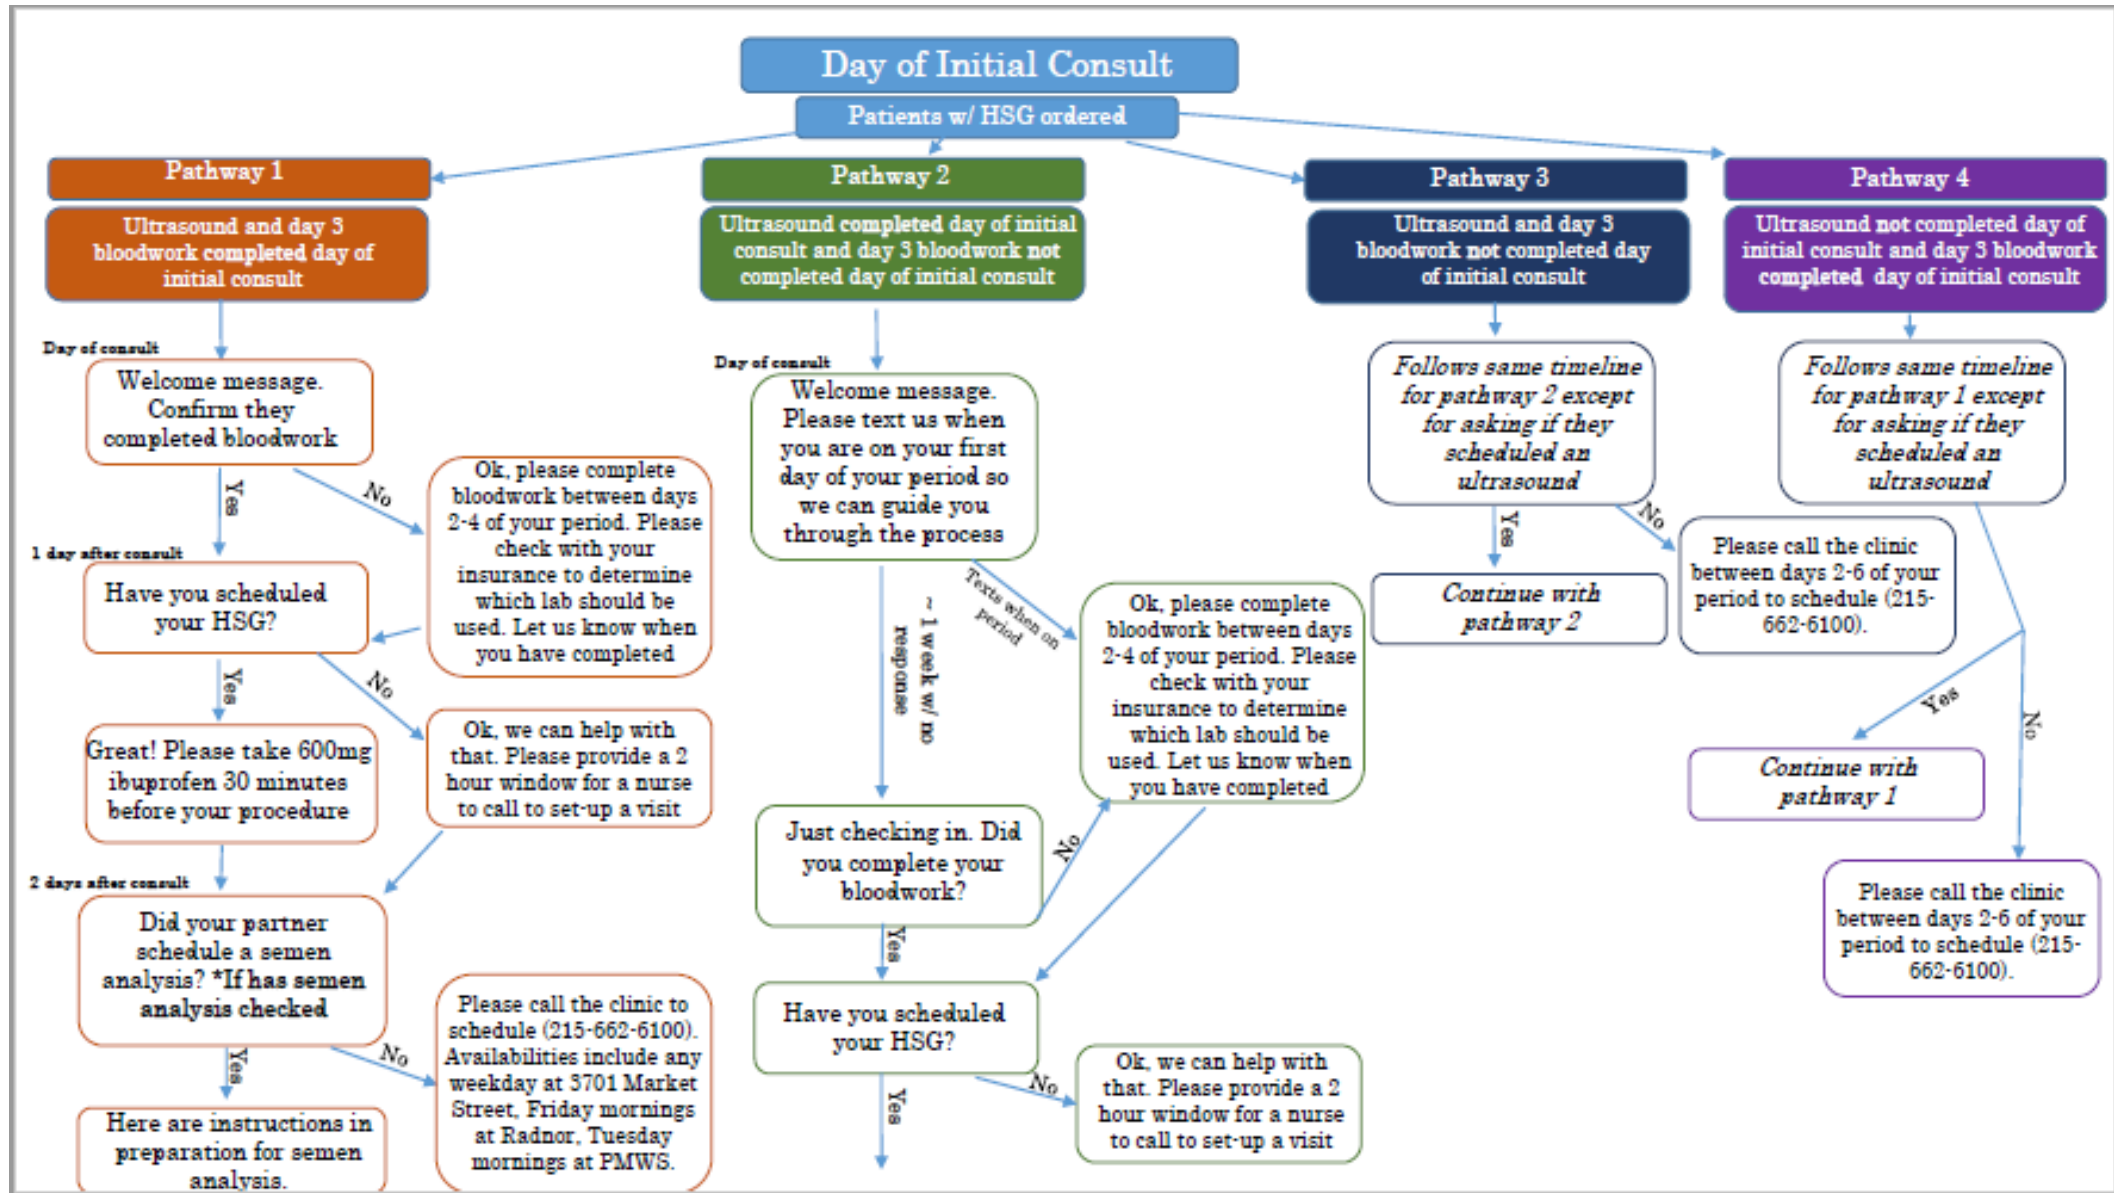 Day of Initial Consult
Patients w/ HSG ordered
Pathway 1
Ultrasound and day 3
bloodwork completed day of
initial consult
Day of consult
Welcome message.
Confirm they
completed bloodwork
Yes
No
Ok, please complete
bloodwork between days
2-4 of your period. Please
check with your
insurance to determine
which lab should be
used. Let us know when
you have completed
1 day after consult
Have you scheduled
your HSG?
Yes
No
Great! Please take 600mg
ibuprofen 30 minutes
before your procedure
Ok, we can help with
that. Please provide a 2
hour window for a nurse
to call to set-up a visit
2 days after consult
Did your partner
schedule a semen
analysis? *If has semen
analysis checked
Yes
No
Here are instructions in
preparation for semen
analysis.
Please call the clinic to
schedule (215-662-6100).
Availabilities include any
weekday at 3701 Market
Street, Friday mornings
at Radnor, Tuesday
mornings at PMWS.
Pathway 2
Ultrasound completed day of initial
consult and day 3 bloodwork not
completed day of initial consult
Day of consult
Welcome message.
Please text us when
you are on your first
day of your period so
we can guide you
through the process
~ 1 week w/ no
response
Texts when on
period
Ok, please complete
bloodwork between days
2-4 of your period. Please
check with your
insurance to determine
which lab should be
used. Let us know when
you have completed
Just checking in. Did
you complete your
bloodwork?
No
Yes
Have you scheduled
your HSG?
Yes
No
Ok, we can help with
that. Please provide a 2
hour window for a nurse
to call to set-up a visit
Pathway 3
Ultrasound and day 3
bloodwork not completed day
of initial consult
Follows same timeline
for pathway 2 except
for asking if they
scheduled an
ultrasound
Yes
No
Continue with
pathway 2
Please call the clinic
between days 2-6 of your
period to schedule (215-
662-6100).
Pathway 4
Ultrasound not completed day of
initial consult and day 3 bloodwork
completed day of initial consult
Follows same timeline
for pathway 1 except
for asking if they
scheduled an
ultrasound
Yes
No
Continue with
pathway 1
Please call the clinic
between days 2-6 of your
period to schedule (215-
662-6100).